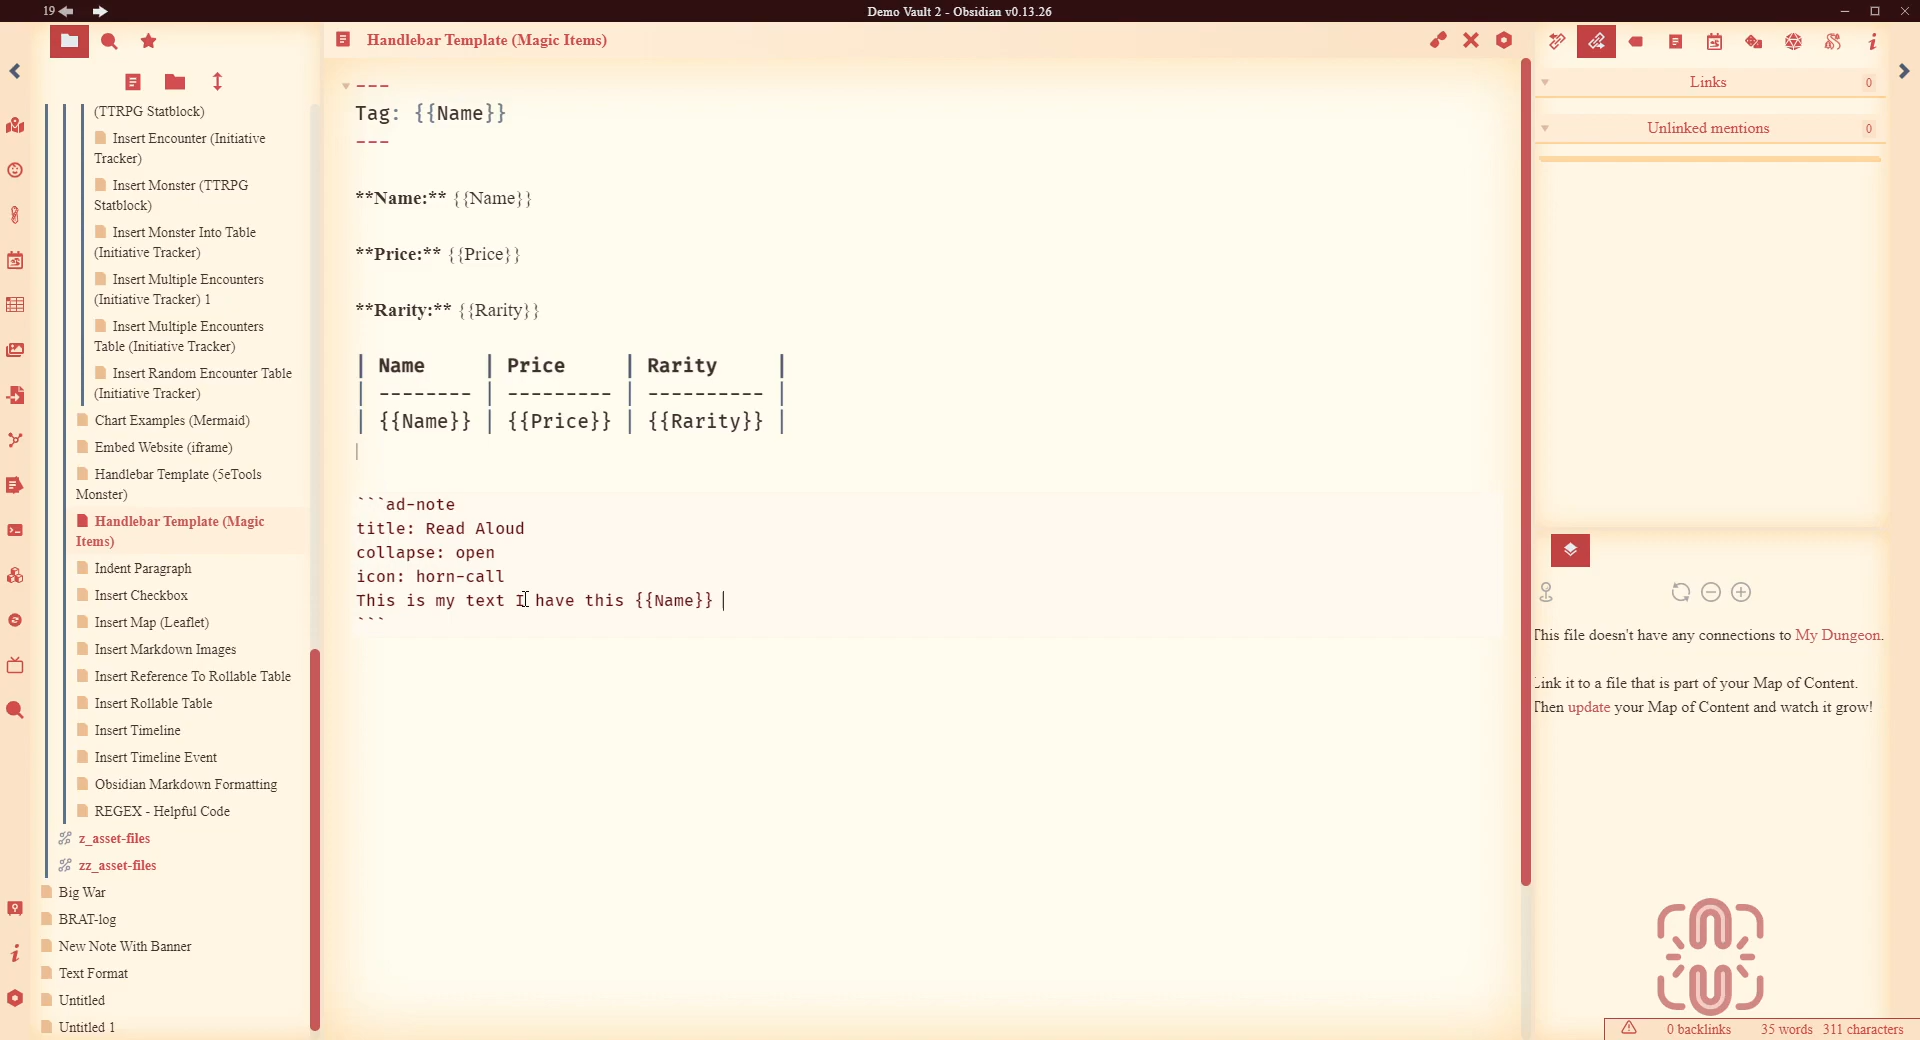 19
Demo Vault 2 - Obsidian v0.13.26
(TTRPG Statblock)
Insert Encounter (Initiative
Tracker)
Insert Monster (TTRPG
Statblock)
Insert Monster Into Table
(Initiative Tracker)
Insert Multiple Encounters
(Initiative Tracker) 1
Insert Multiple Encounters
Table (Initiative Tracker)
Insert Random Encounter Table
(Initiative Tracker)
Chart Examples (Mermaid)
Embed Website (iframe)
Handlebar Template (5eTools
Monster)
Handlebar Template (Magic
Items)
Indent Paragraph
Insert Checkbox
Insert Map (Leaflet)
Insert Markdown Images
Insert Reference To Rollable Table
Insert Rollable Table
Insert Timeline
Insert Timeline Event
Obsidian Markdown Formatting
REGEX - Helpful Code
z_asset-files
zz_asset-files
Big War
BRAT-log
New Note With Banner
Text Format
Untitled
Untitled 1
Handlebar Template (Magic Items)
---
Tag: {{Name}}
---
**Name:** {{Name}}
**Price:** {{Price}}
**Rarity:** {{Rarity}}
| Name | Price | Rarity |
| -------- | --------- | ---------- |
| {{Name}} | {{Price}} | {{Rarity}} |
```ad-note
title: Read Aloud
collapse: open
icon: horn-call
This is my text I have this {{Name}}
```
Links 0
Unlinked mentions 0
This file doesn't have any connections to My Dungeon.
Link it to a file that is part of your Map of Content.
Then update your Map of Content and watch it grow!
0 backlinks 35 words 311 characters